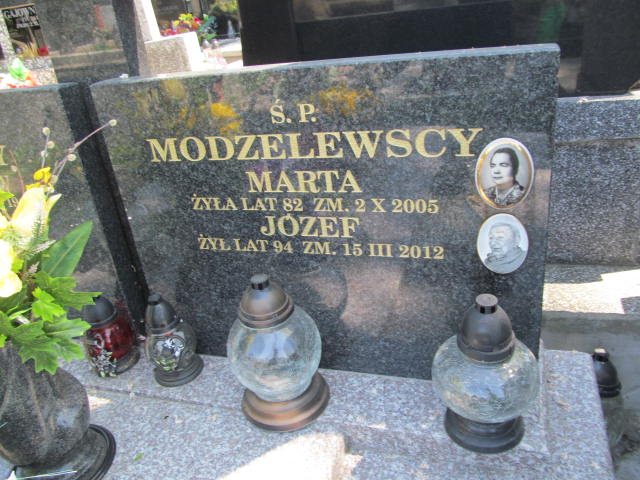 Ś. P.
MODZELEWSCY
MARTA
ŻYŁA LAT 82 ZM. 2 X 2005
JÓZEF
ŻYŁ LAT 94 ZM. 15 III 2012